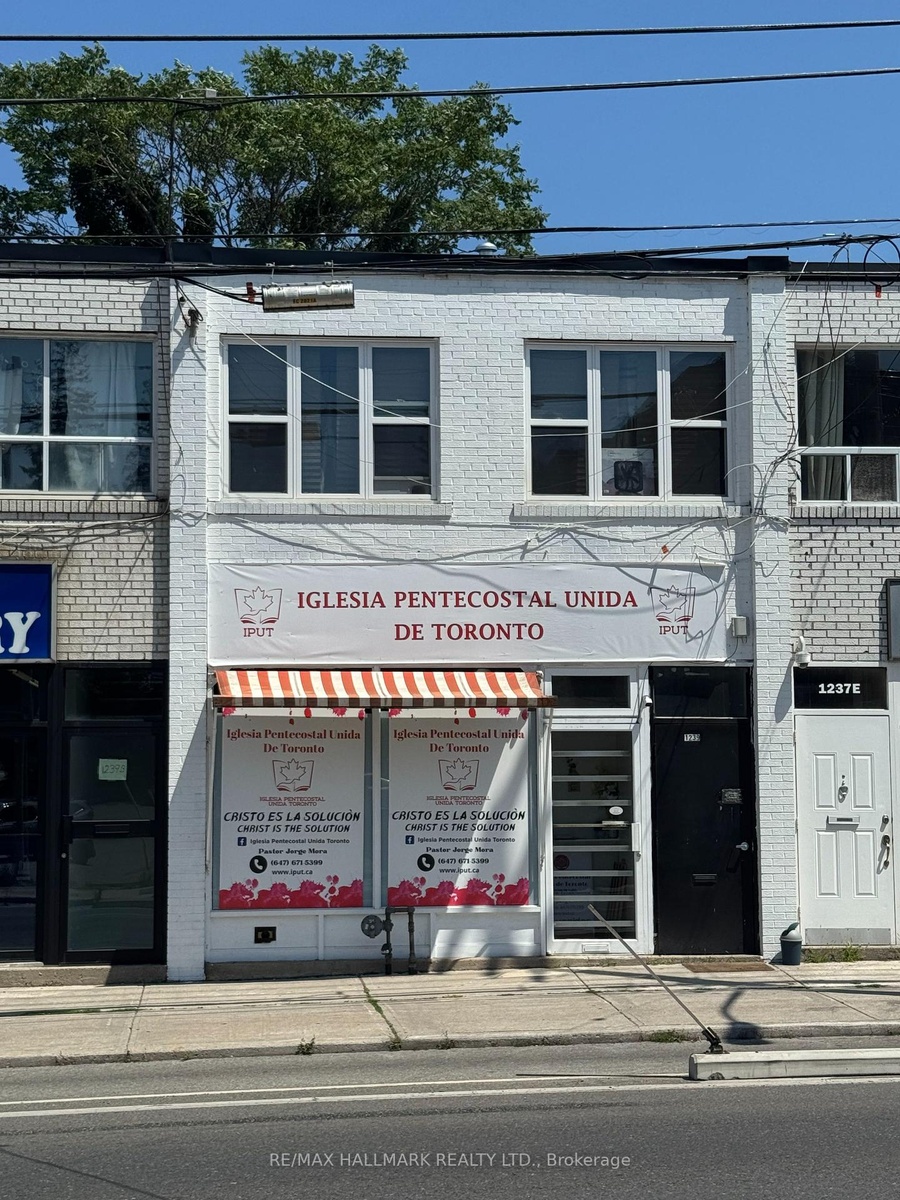 IGLESIA PENTECOSTAL UNIDA
DE TORONTO
IPUT
IPUT
RY
1237E
1239
1239A
Iglesia Pentecostal Unida
De Toronto
IGLESIA PENTECOSTAL
UNIDA TORONTO
CRISTO ES LA SOLUCIÒN
CHRIST IS THE SOLUTION
Iglesia Pentecostal Unida Toronto
Pastor Jorge Mora
(647) 671 5399
www.iput.ca
Iglesia Pentecostal Unida
De Toronto
IGLESIA PENTECOSTAL
UNIDA TORONTO
CRISTO ES LA SOLUCIÒN
CHRIST IS THE SOLUTION
Iglesia Pentecostal Unida Toronto
Pastor Jorge Mora
(647) 671 5399
www.iput.ca
RE/MAX HALLMARK REALTY LTD., Brokerage